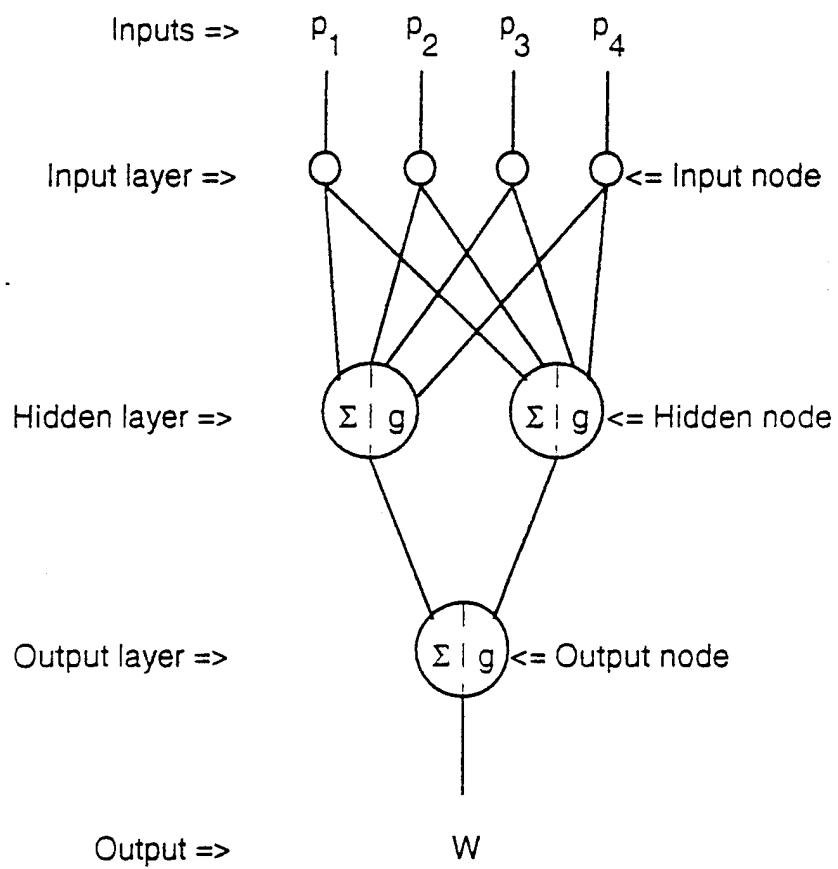 Inputs => p1 p2 p3 p4
Input layer => <= Input node
Hidden layer => Σ | g Σ | g <= Hidden node
Output layer => Σ | g <= Output node
Output => W